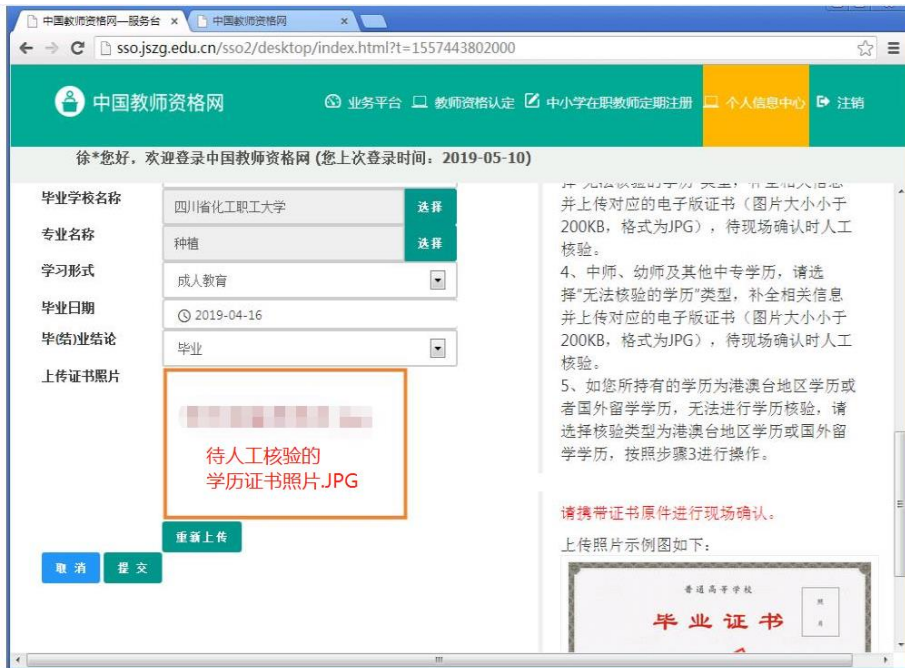 中国教师资格网—服务台 ×
中国教师资格网 ×
sso.jszg.edu.cn/sso2/desktop/index.html?t=1557443802000
中国教师资格网
业务平台
教师资格认定
中小学在职教师定期注册
个人信息中心
注销
徐*您好，欢迎登录中国教师资格网 (您上次登录时间：2019-05-10)
毕业学校名称
四川省化工职工大学
选择
专业名称
种植
选择
学习形式
成人教育
毕业日期
2019-04-16
毕(结)业结论
毕业
上传证书照片
待人工核验的
学历证书照片.JPG
重新上传
取 消
提 交
择“无法核验的学历”类型，补全相关信息
并上传对应的电子版证书（图片大小小于
200KB，格式为JPG），待现场确认时人工
核验。
4、中师、幼师及其他中专学历，请选
择“无法核验的学历”类型，补全相关信息
并上传对应的电子版证书（图片大小小于
200KB，格式为JPG），待现场确认时人工
核验。
5、如您所持有的学历为港澳台地区学历或
者国外留学学历，无法进行学历核验，请
选择核验类型为港澳台地区学历或国外留
学学历，按照步骤3进行操作。
请携带证书原件进行现场确认。
上传照片示例图如下：
普通高等学校
毕业证书
照
片